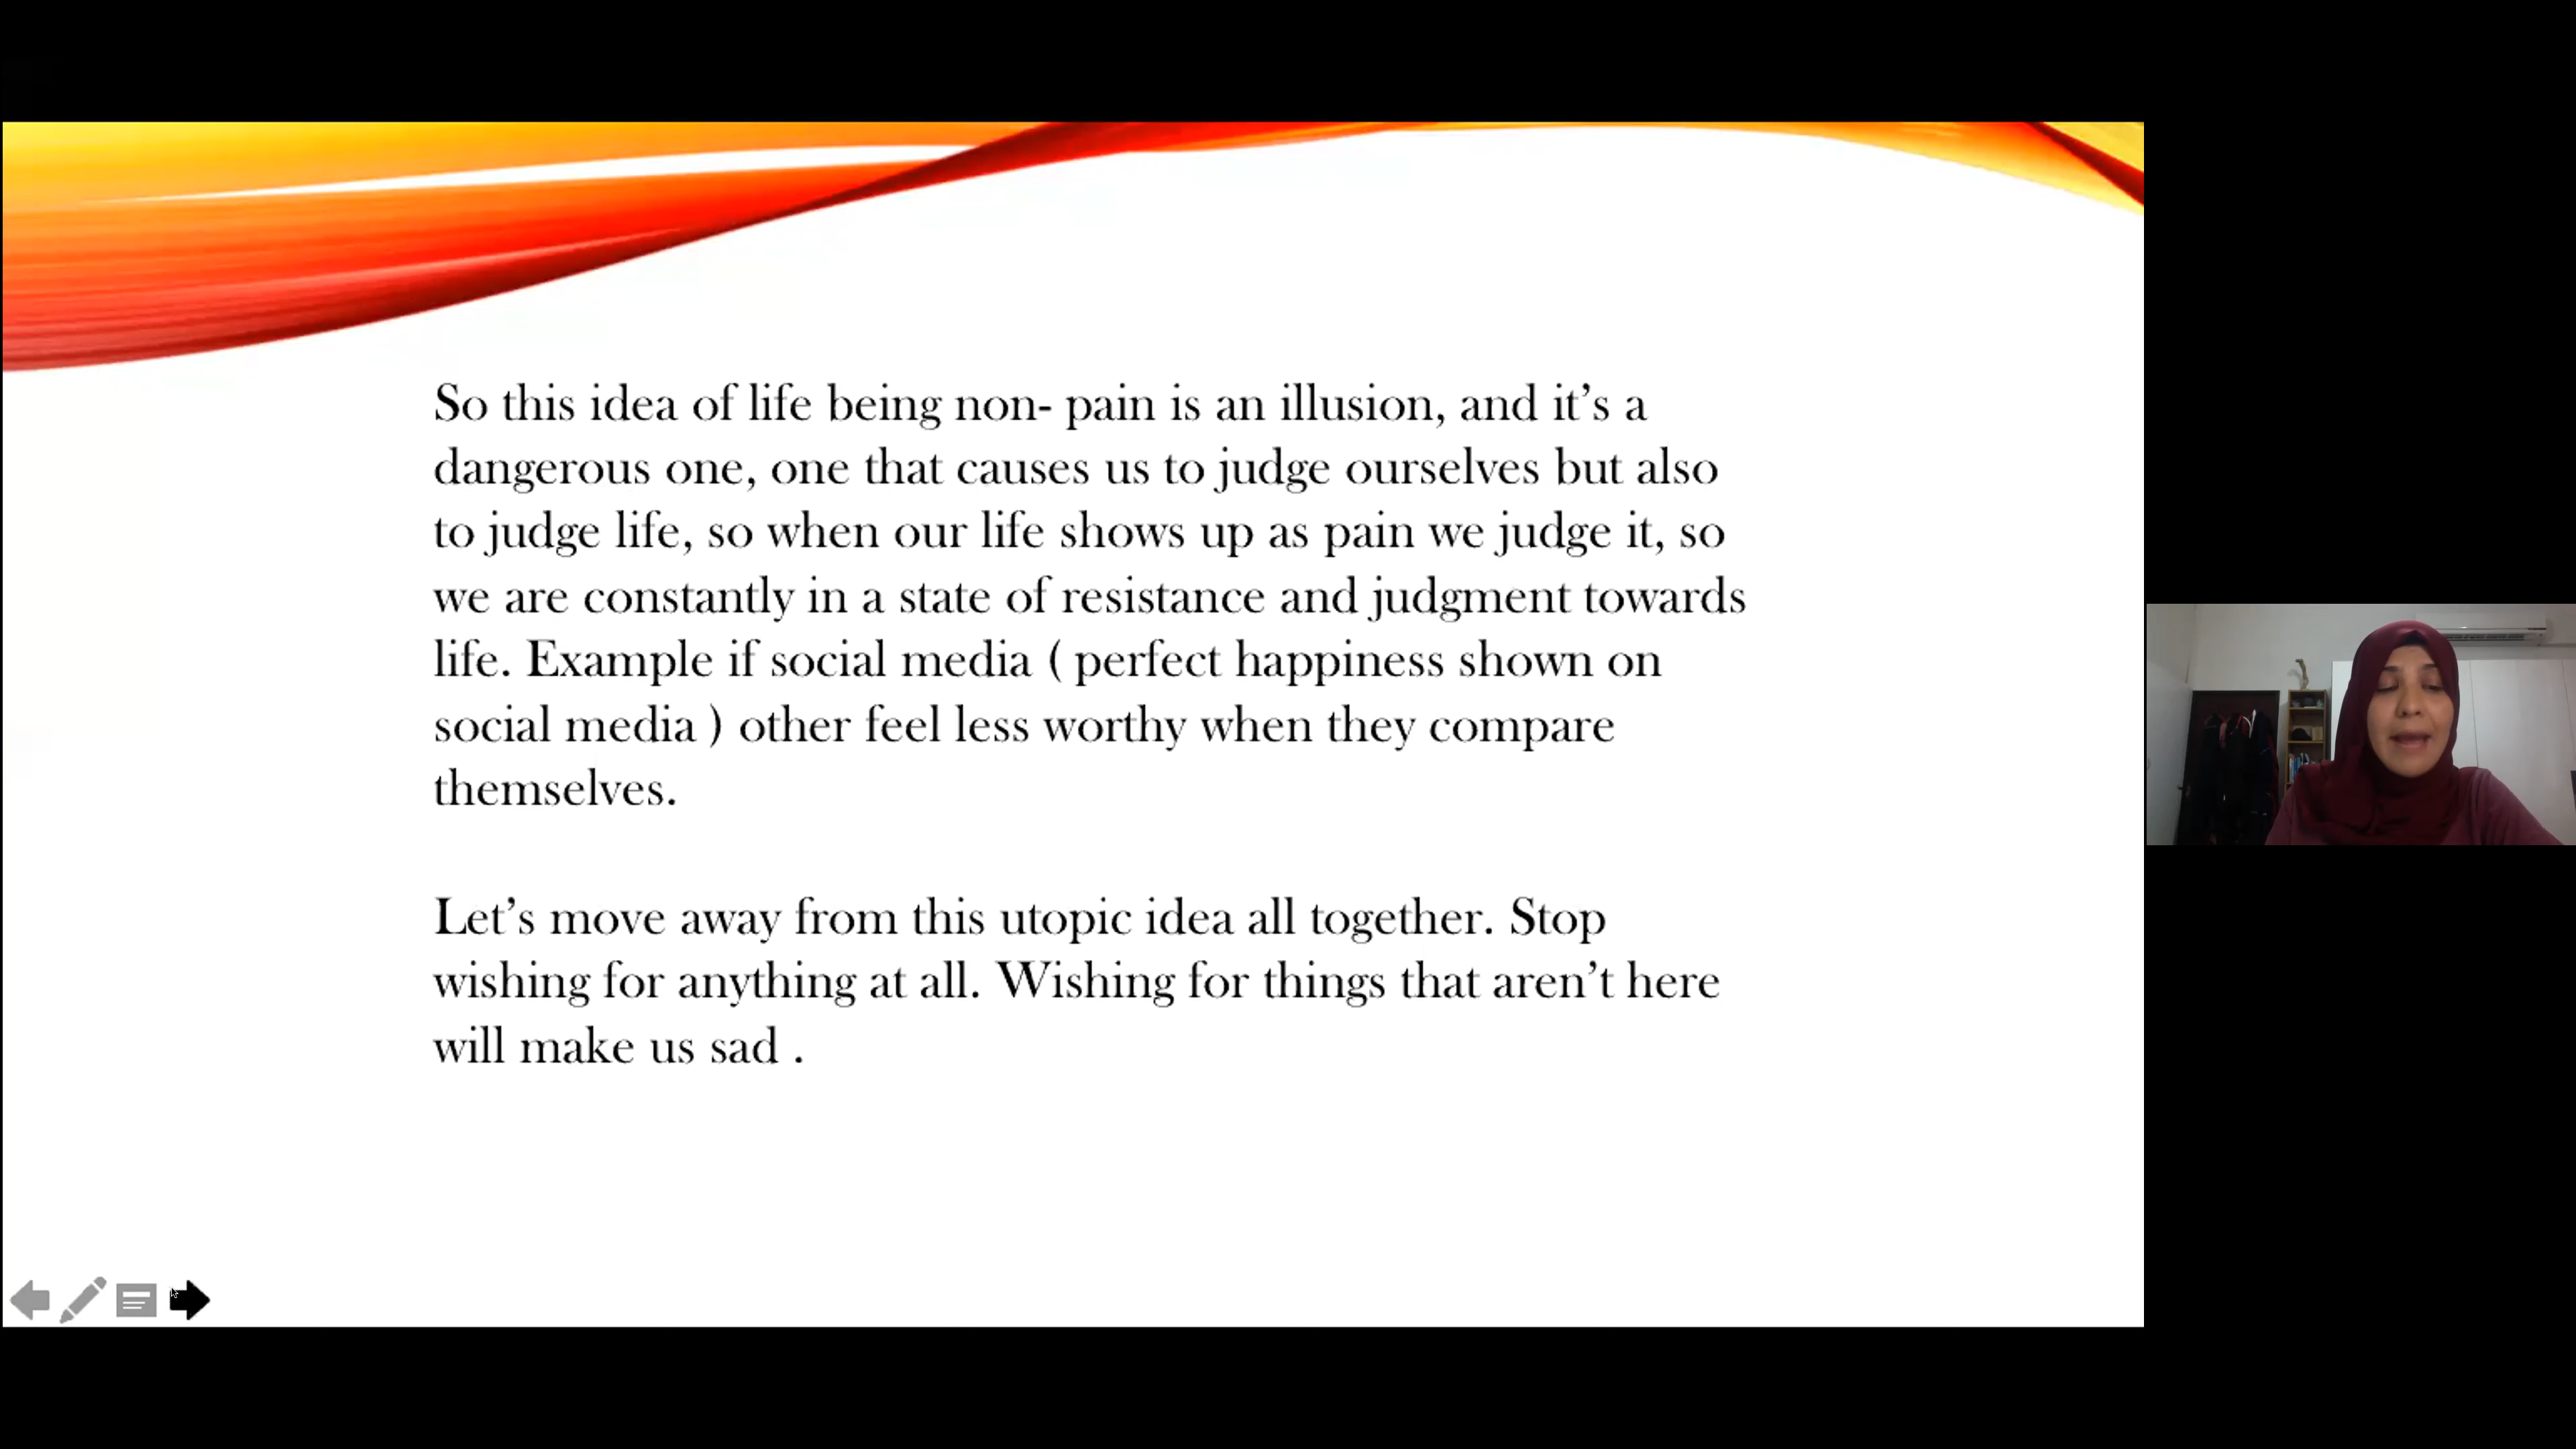 So this idea of life being non- pain is an illusion, and it’s a
dangerous one, one that causes us to judge ourselves but also
to judge life, so when our life shows up as pain we judge it, so
we are constantly in a state of resistance and judgment towards
life. Example if social media ( perfect happiness shown on
social media ) other feel less worthy when they compare
themselves.
Let’s move away from this utopic idea all together. Stop
wishing for anything at all. Wishing for things that aren’t here
will make us sad .